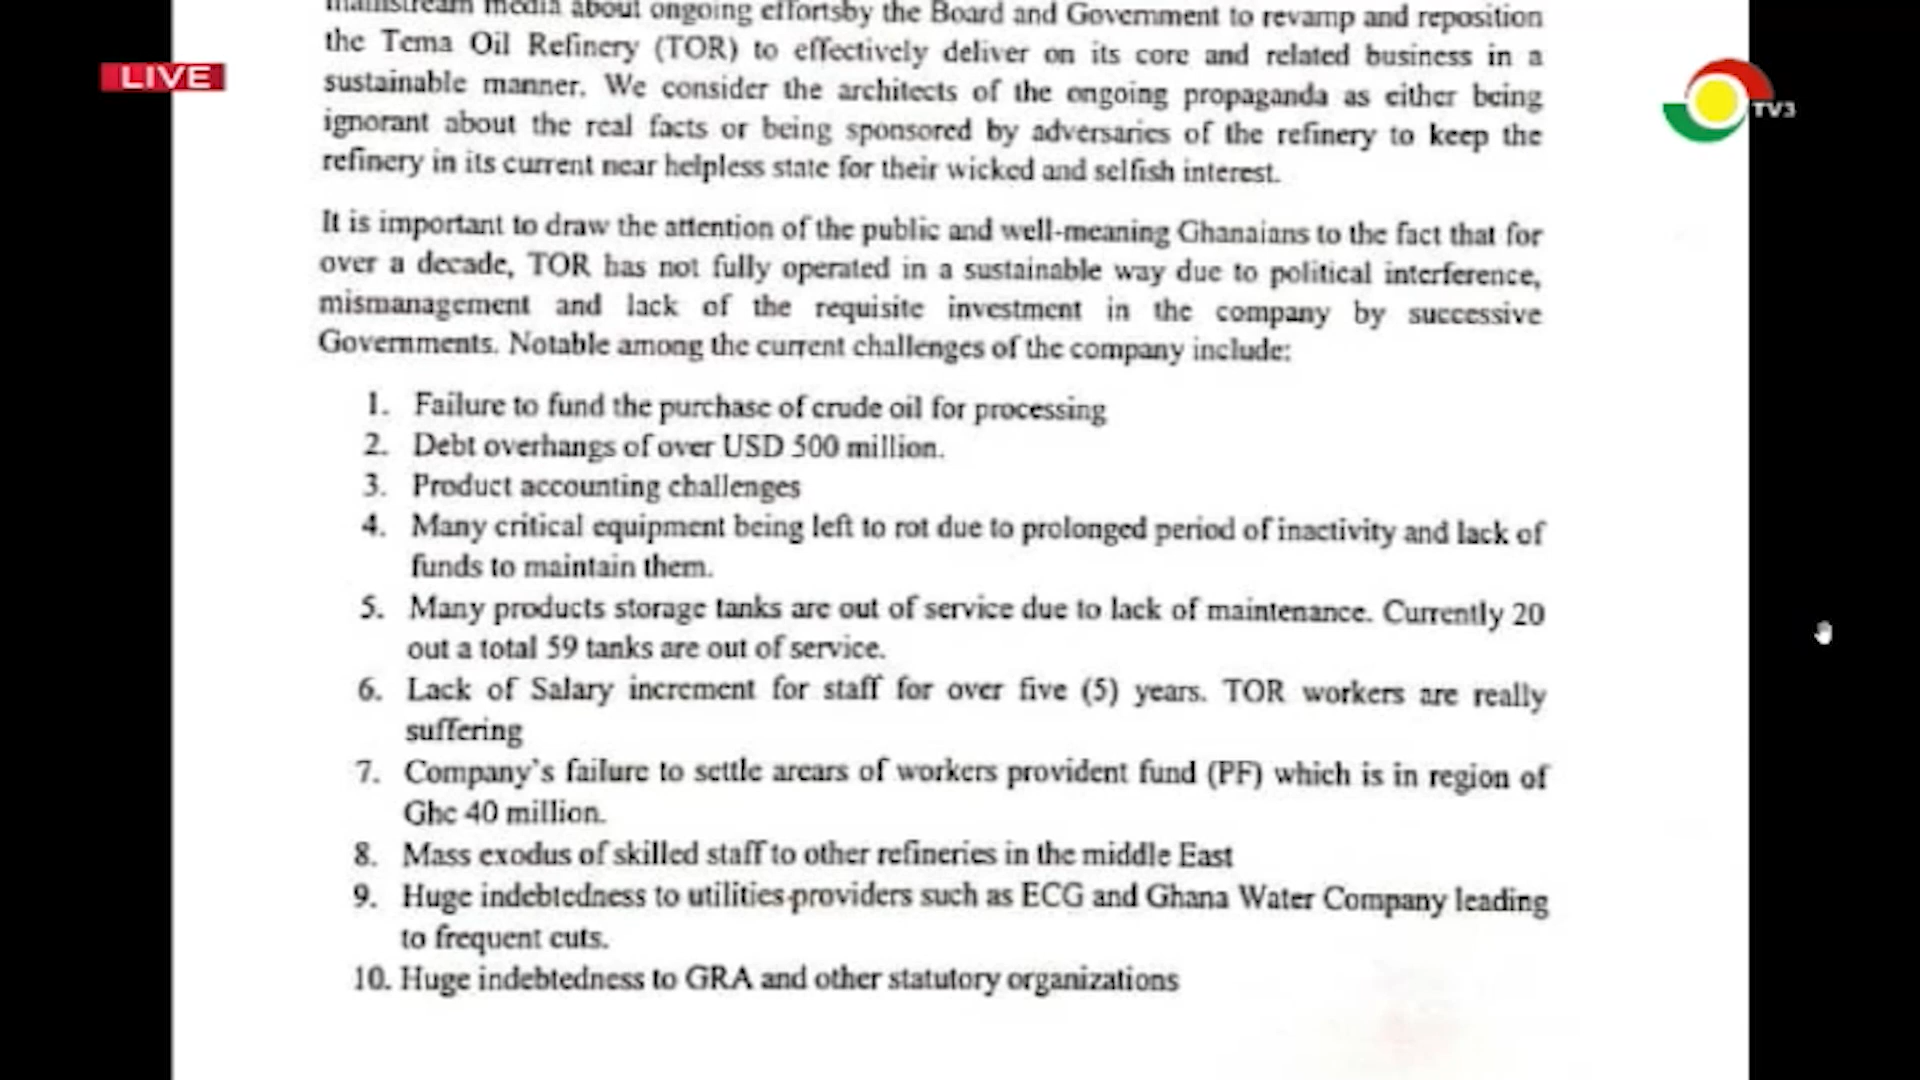 mainstream media about ongoing effortsby the Board and Government to revamp and reposition
the Tema Oil Refinery (TOR) to effectively deliver on its core and related business in a
sustainable manner. We consider the architects of the ongoing propaganda as either being
ignorant about the real facts or being sponsored by adversaries of the refinery to keep the
refinery in its current near helpless state for their wicked and selfish interest.
It is important to draw the attention of the public and well-meaning Ghanaians to the fact that for
over a decade, TOR has not fully operated in a sustainable way due to political interference,
mismanagement and lack of the requisite investment in the company by successive
Governments. Notable among the current challenges of the company include:
1. Failure to fund the purchase of crude oil for processing
2. Debt overhangs of over USD 500 million.
3. Product accounting challenges
4. Many critical equipment being left to rot due to prolonged period of inactivity and lack of
funds to maintain them.
5. Many products storage tanks are out of service due to lack of maintenance. Currently 20
out a total 59 tanks are out of service.
6. Lack of Salary increment for staff for over five (5) years. TOR workers are really
suffering
7. Company's failure to settle arears of workers provident fund (PF) which is in region of
Ghc 40 million.
8. Mass exodus of skilled staff to other refineries in the middle East
9. Huge indebtedness to utilities-providers such as ECG and Ghana Water Company leading
to frequent cuts.
10. Huge indebtedness to GRA and other statutory organizations
LIVE
TV3